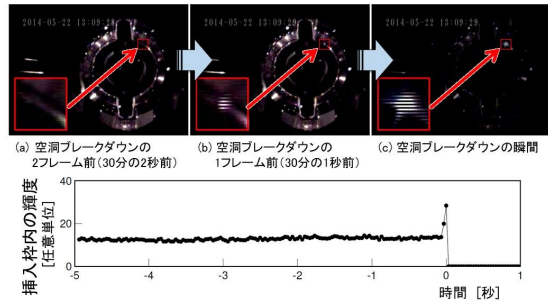 2014-05-22 13:09:28
2014-05-22 13:09:29
2014-05-22 13:09:29
(a) 空洞ブレークダウンの
2フレーム前(30分の2秒前)
(b) 空洞ブレークダウンの
1フレーム前(30分の1秒前)
(c) 空洞ブレークダウンの瞬間
挿入枠内の輝度
[任意単位]
40
20
0
-5 -4 -3 -2 -1 0 1
時間 [秒]